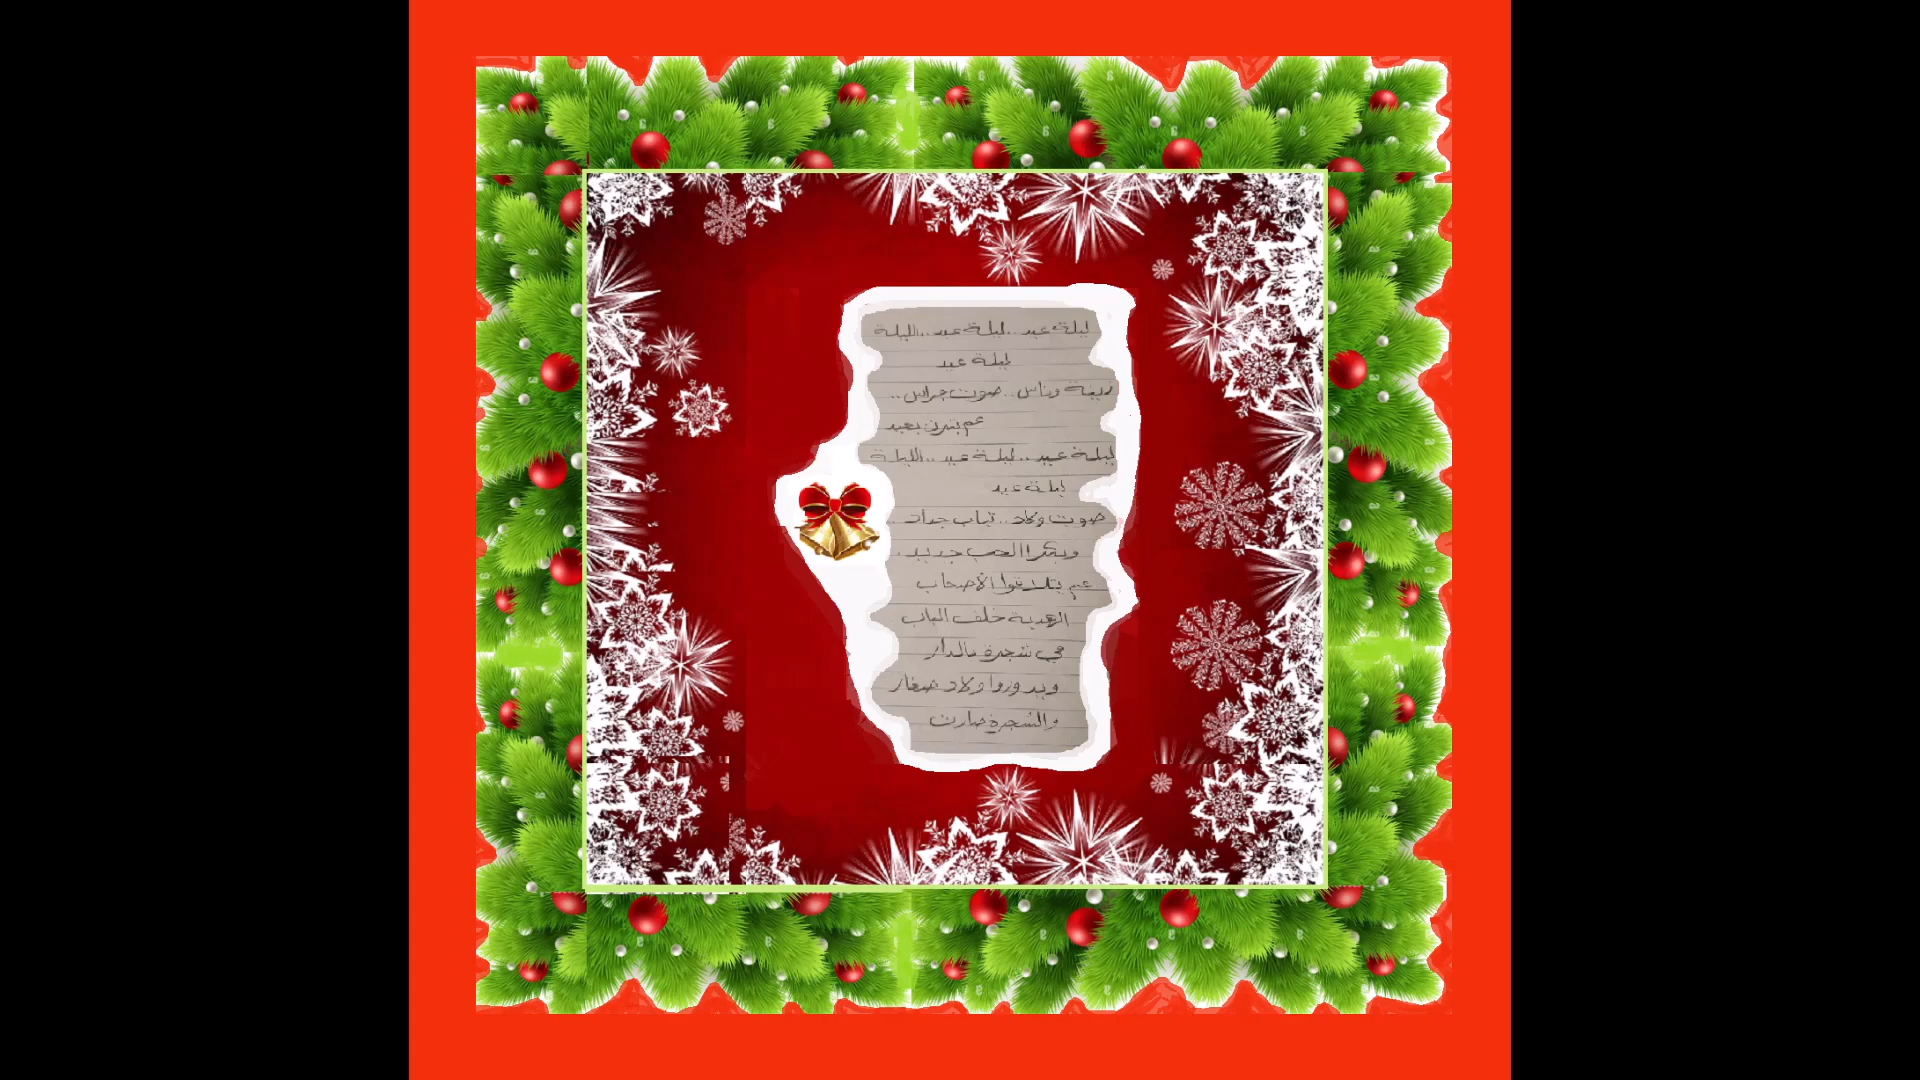 ليلة عيد..ليلة عيد..الليلة
ليلة عيد
زينة وناس..صوت جراس..
عم بترن بعيد
ليلة عيد..ليلة عيد..الليلة
ليلة عيد
صوت ولاد..تياب جداد..
وبكرا الحب جديد.
عم يتلاقوا الأصحاب
الهدية خلف الباب
في شجرة بالدار
ويدوروا ولاد صغار
والشجرة صارت